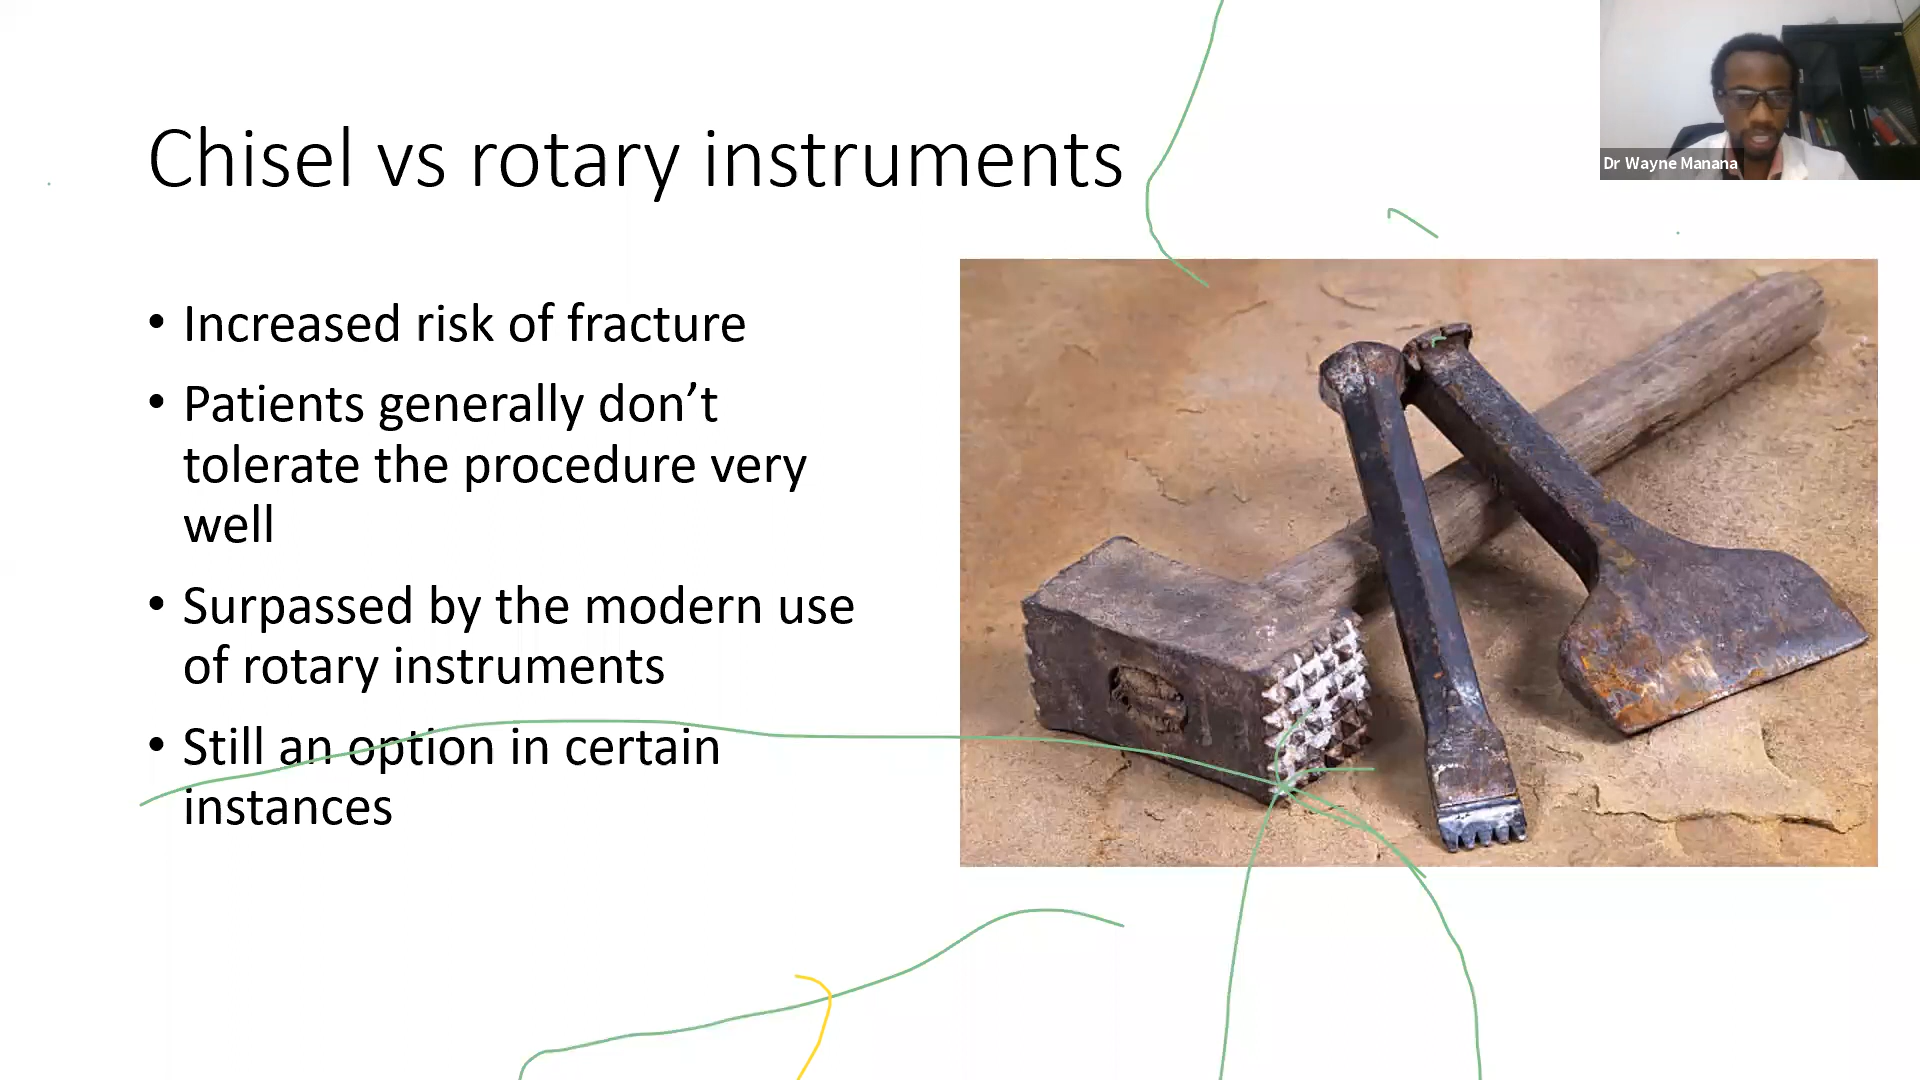 Chisel vs rotary instruments
Dr Wayne Manana
• Increased risk of fracture
• Patients generally don’t
tolerate the procedure very
well
• Surpassed by the modern use
of rotary instruments
• Still an option in certain
instances